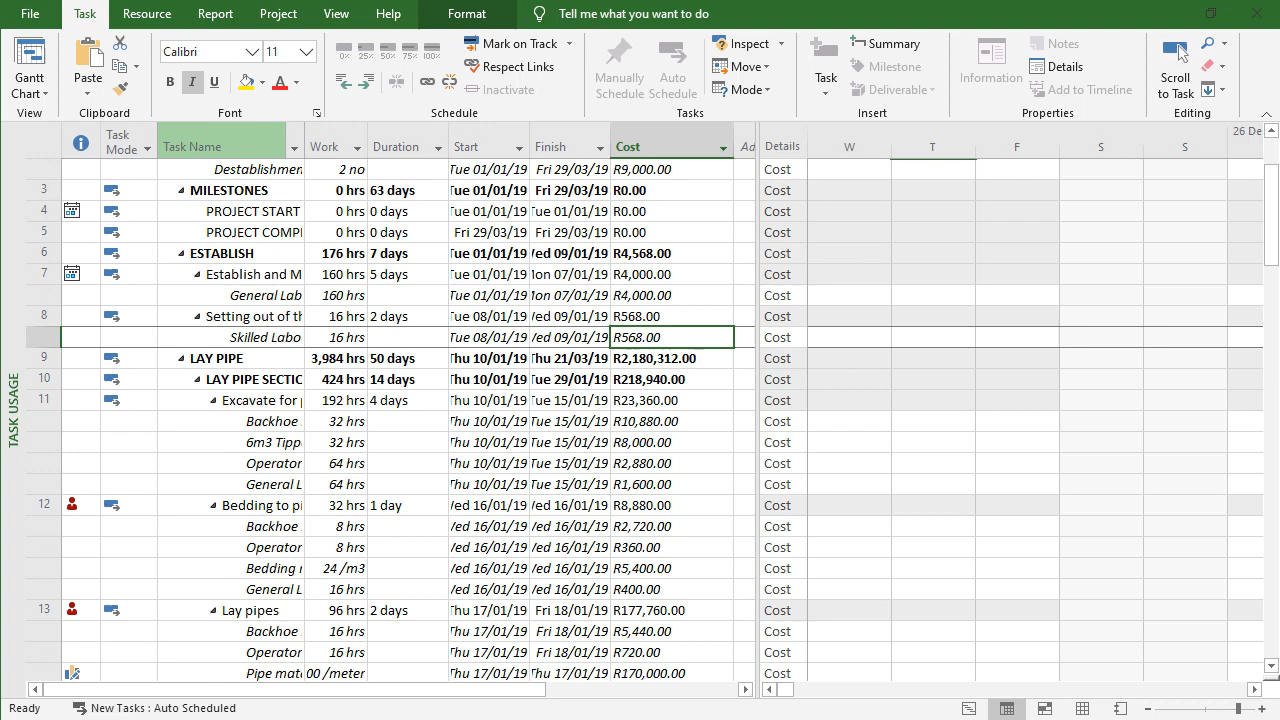 File Task Resource Report Project View Help Format Tell me what you want to do
Gantt Chart Paste Calibri 11 0% 25% 50% 75% 100% Mark on Track Respect Links Inactivate Manually Schedule Auto Schedule Inspect Move Mode Task Summary Milestone Deliverable Information Notes Details Add to Timeline Scroll to Task
B I U A
View Clipboard Font Schedule Tasks Insert Properties Editing
26 De
Task Mode Task Name Work Duration Start Finish Cost Ad Details W T F S S
Destablishmen 2 no Tue 01/01/19 Fri 29/03/19 R9,000.00 Cost
3 MILESTONES 0 hrs 63 days Tue 01/01/19 Fri 29/03/19 R0.00 Cost
4 PROJECT START 0 hrs 0 days Tue 01/01/19 Tue 01/01/19 R0.00 Cost
5 PROJECT COMPI 0 hrs 0 days Fri 29/03/19 Fri 29/03/19 R0.00 Cost
6 ESTABLISH 176 hrs 7 days Tue 01/01/19 Ved 09/01/19 R4,568.00 Cost
7 Establish and M 160 hrs 5 days Tue 01/01/19 Mon 07/01/19 R4,000.00 Cost
General Lab 160 hrs Tue 01/01/19 Mon 07/01/19 R4,000.00 Cost
8 Setting out of th 16 hrs 2 days Tue 08/01/19 Ved 09/01/19 R568.00 Cost
Skilled Labo 16 hrs Tue 08/01/19 Ved 09/01/19 R568.00 Cost
9 LAY PIPE 3,984 hrs 50 days Thu 10/01/19 Thu 21/03/19 R2,180,312.00 Cost
10 LAY PIPE SECTIC 424 hrs 14 days Thu 10/01/19 Tue 29/01/19 R218,940.00 Cost
11 Excavate for p 192 hrs 4 days Thu 10/01/19 Tue 15/01/19 R23,360.00 Cost
Backhoe 32 hrs Thu 10/01/19 Tue 15/01/19 R10,880.00 Cost
6m3 Tipp 32 hrs Thu 10/01/19 Tue 15/01/19 R8,000.00 Cost
Operator 64 hrs Thu 10/01/19 Tue 15/01/19 R2,880.00 Cost
General L 64 hrs Thu 10/01/19 Tue 15/01/19 R1,600.00 Cost
12 Bedding to pi 32 hrs 1 day Wed 16/01/19 Ved 16/01/19 R8,880.00 Cost
Backhoe 8 hrs Wed 16/01/19 Ved 16/01/19 R2,720.00 Cost
Operator 8 hrs Wed 16/01/19 Ved 16/01/19 R360.00 Cost
Bedding r 24 /m3 Wed 16/01/19 Ved 16/01/19 R5,400.00 Cost
General L 16 hrs Wed 16/01/19 Ved 16/01/19 R400.00 Cost
13 Lay pipes 96 hrs 2 days Thu 17/01/19 Fri 18/01/19 R177,760.00 Cost
Backhoe 16 hrs Thu 17/01/19 Fri 18/01/19 R5,440.00 Cost
Operator 16 hrs Thu 17/01/19 Fri 18/01/19 R720.00 Cost
Pipe mate 00 /meter Thu 17/01/19 Thu 17/01/19 R170,000.00 Cost
TASK USAGE
Ready New Tasks : Auto Scheduled